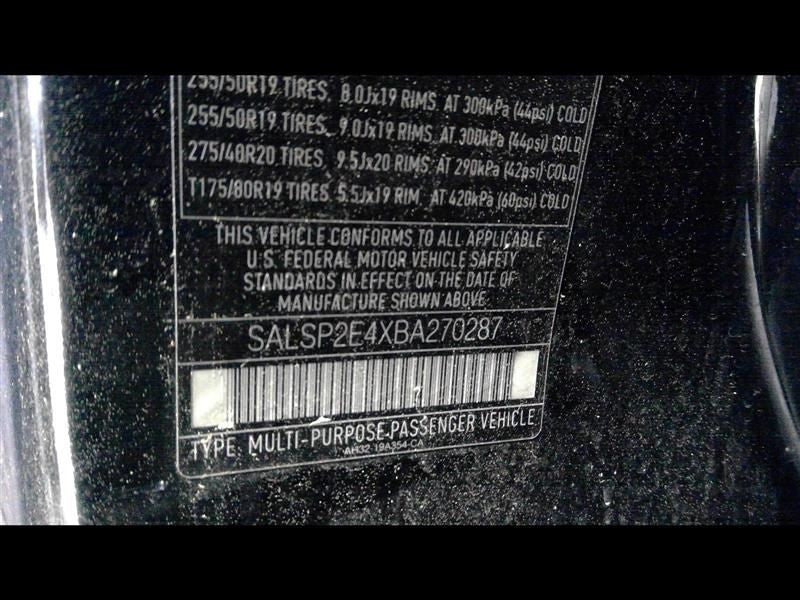 255/50R19 TIRES. 8.0Jx19 RIMS. AT 300kPa (44psi) COLD
255/50R19 TIRES. 9.0Jx19 RIMS. AT 300kPa (44psi) COLD
275/40R20 TIRES. 9.5Jx20 RIMS AT 290kPa (42psi) COLD
T175/80R19 TIRES 5.5Jx19 RIM. AT 420kPa (60psi) COLD
THIS VEHICLE CONFORMS TO ALL APPLICABLE
U.S. FEDERAL MOTOR VEHICLE SAFETY
STANDARDS IN EFFECT ON THE DATE OF
MANUFACTURE SHOWN ABOVE
SALSP2E4XBA270287
TYPE: MULTI-PURPOSE PASSENGER VEHICLE
AH32 19A354 CA